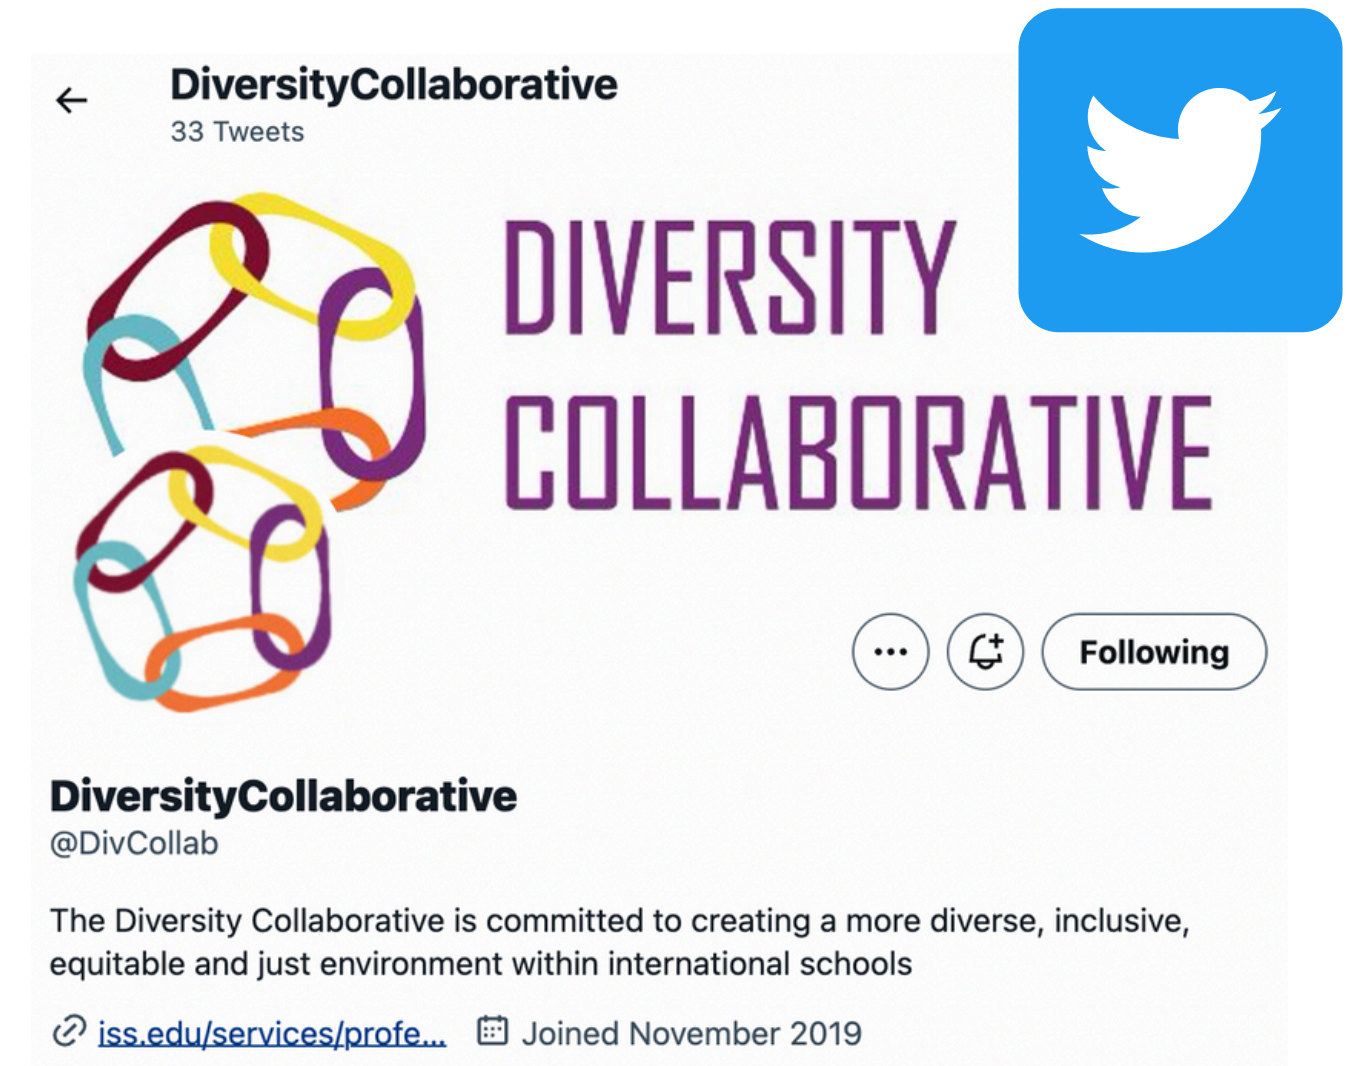 DiversityCollaborative
33 Tweets
DIVERSITY
COLLABORATIVE
Following
DiversityCollaborative
@DivCollab
The Diversity Collaborative is committed to creating a more diverse, inclusive,
equitable and just environment within international schools
iss.edu/services/profe... Joined November 2019